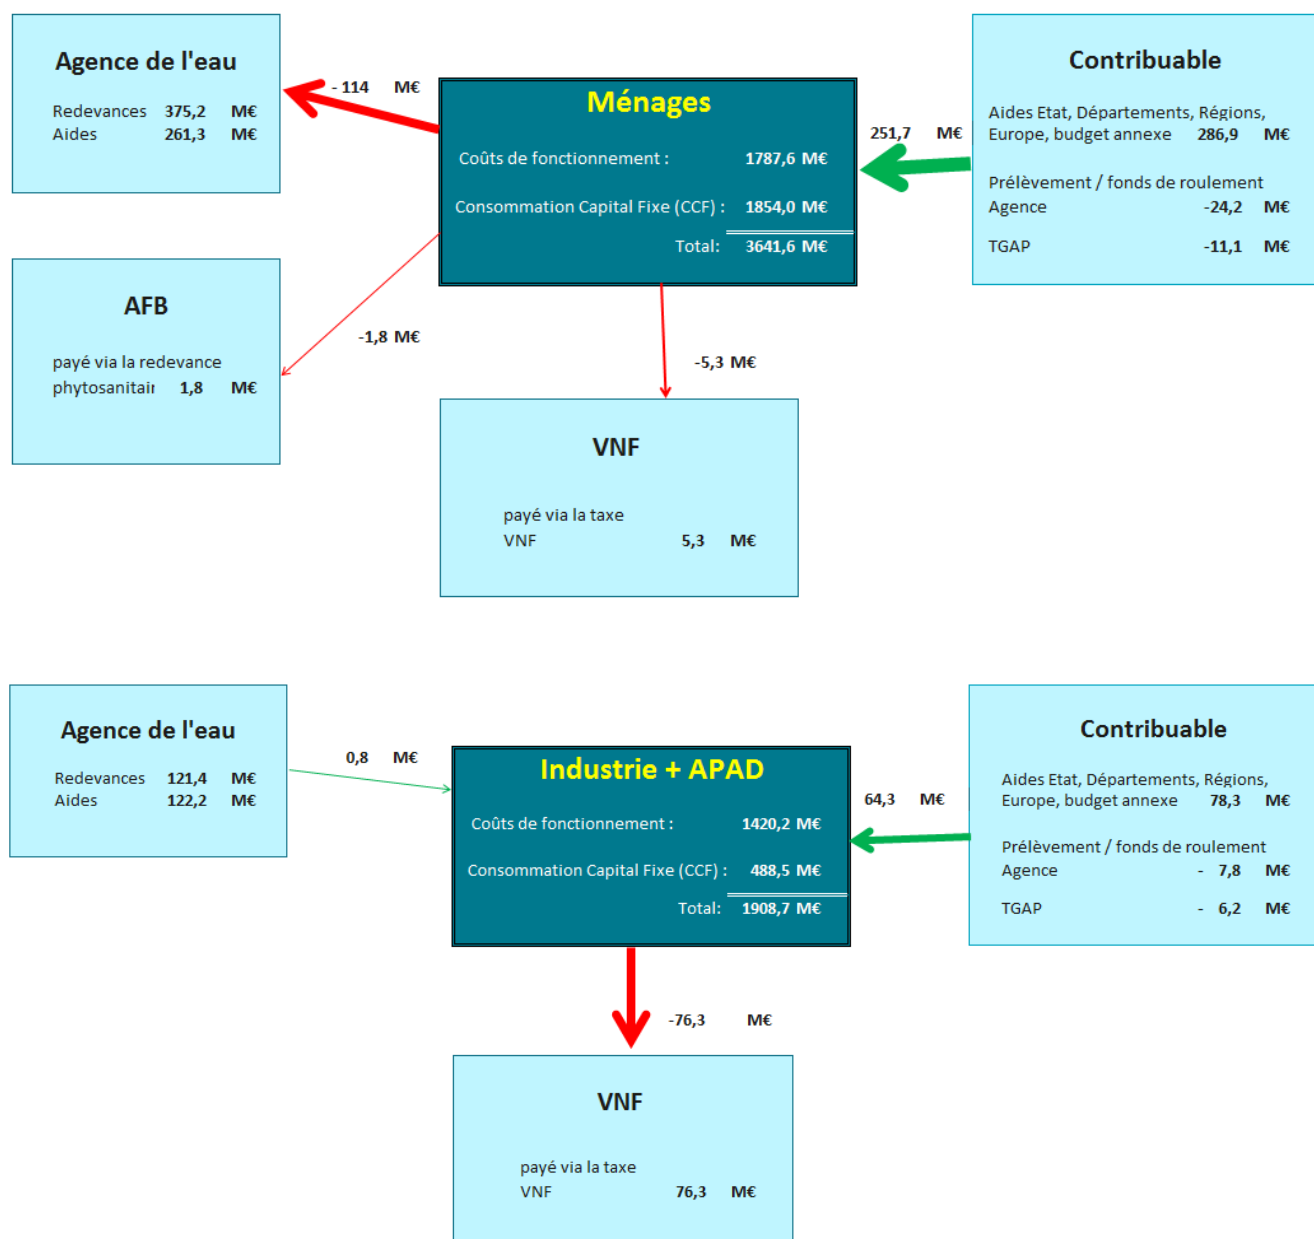 Agence de l'eau
Redevances 375,2 M€
Aides 261,3 M€
- 114 M€
Ménages
Coûts de fonctionnement : 1787,6 M€
Consommation Capital Fixe (CCF) : 1854,0 M€
Total: 3641,6 M€
251,7 M€
Contribuable
Aides Etat, Départements, Régions,
Europe, budget annexe 286,9 M€
Prélèvement / fonds de roulement
Agence -24,2 M€
TGAP -11,1 M€
AFB
payé via la redevance
phytosanitair 1,8 M€
-1,8 M€
-5,3 M€
VNF
payé via la taxe
VNF 5,3 M€
Agence de l'eau
Redevances 121,4 M€
Aides 122,2 M€
0,8 M€
Industrie + APAD
Coûts de fonctionnement : 1420,2 M€
Consommation Capital Fixe (CCF) : 488,5 M€
Total: 1908,7 M€
64,3 M€
Contribuable
Aides Etat, Départements, Régions,
Europe, budget annexe 78,3 M€
Prélèvement / fonds de roulement
Agence - 7,8 M€
TGAP - 6,2 M€
-76,3 M€
VNF
payé via la taxe
VNF 76,3 M€